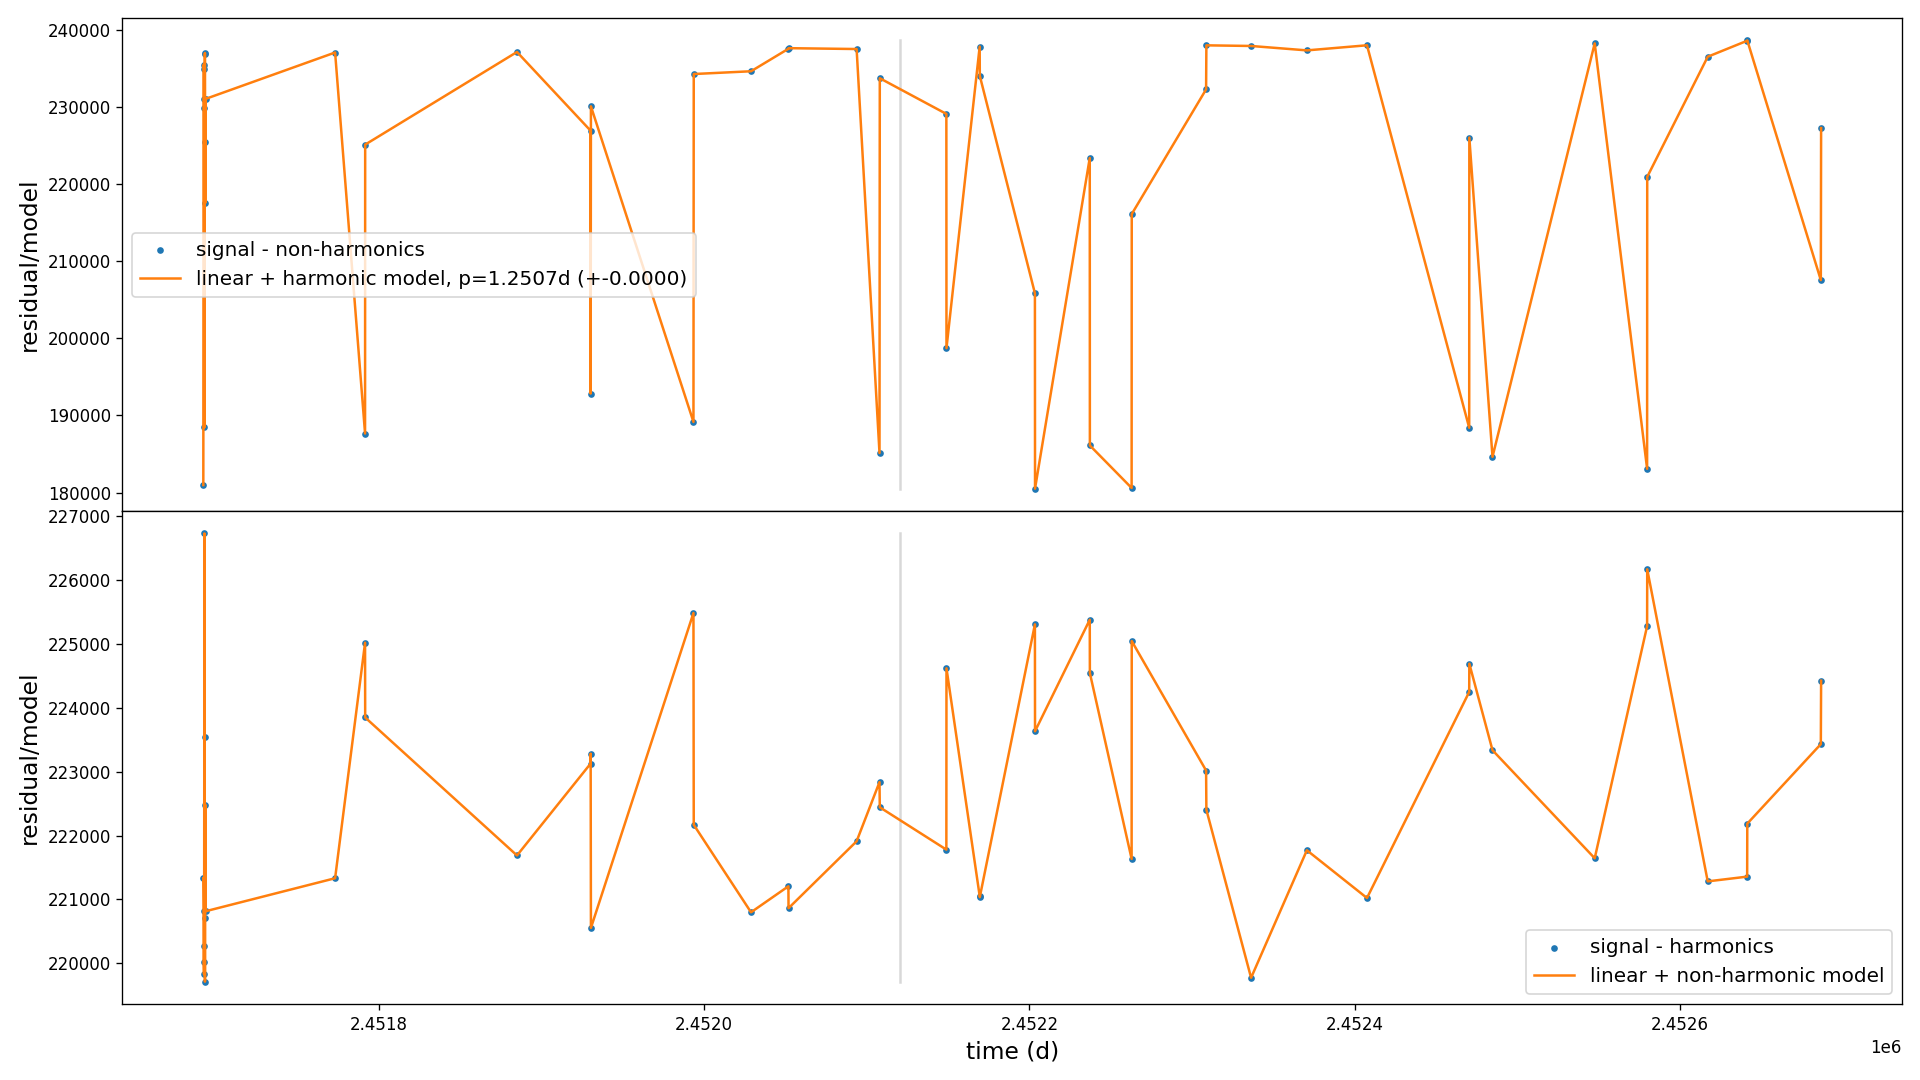 240000
230000
220000
210000
200000
190000
180000
residual/model
signal - non-harmonics
linear + harmonic model, p=1.2507d (+-0.0000)
227000
226000
225000
224000
223000
222000
221000
220000
residual/model
signal - harmonics
linear + non-harmonic model
2.4518
2.4520
2.4522
2.4524
2.4526
1e6
time (d)